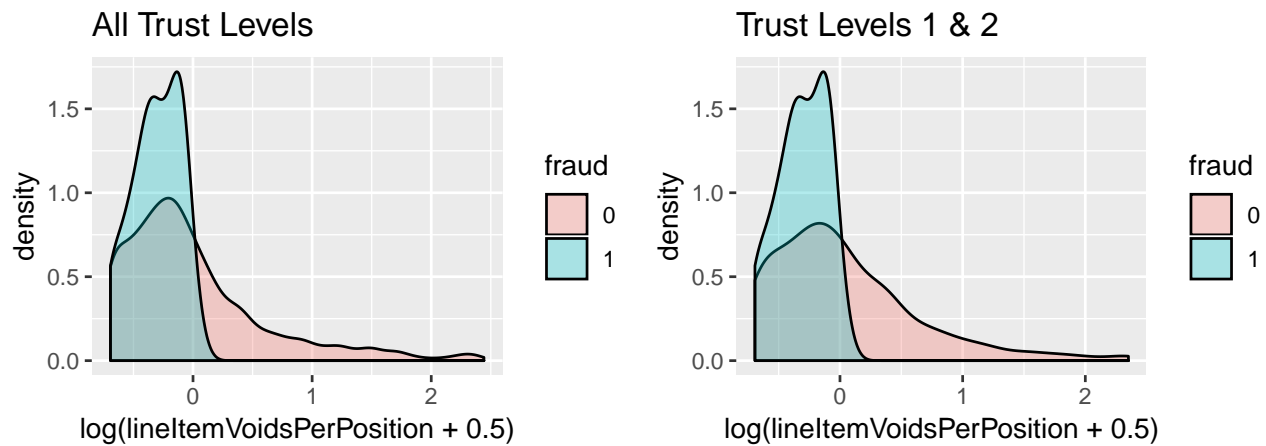 All Trust Levels
1.5
1.0
0.5
0.0
density
0
1
2
log(lineItemVoidsPerPosition + 0.5)
fraud
0
1
Trust Levels 1 & 2
1.5
1.0
0.5
0.0
density
0
1
2
log(lineItemVoidsPerPosition + 0.5)
fraud
0
1